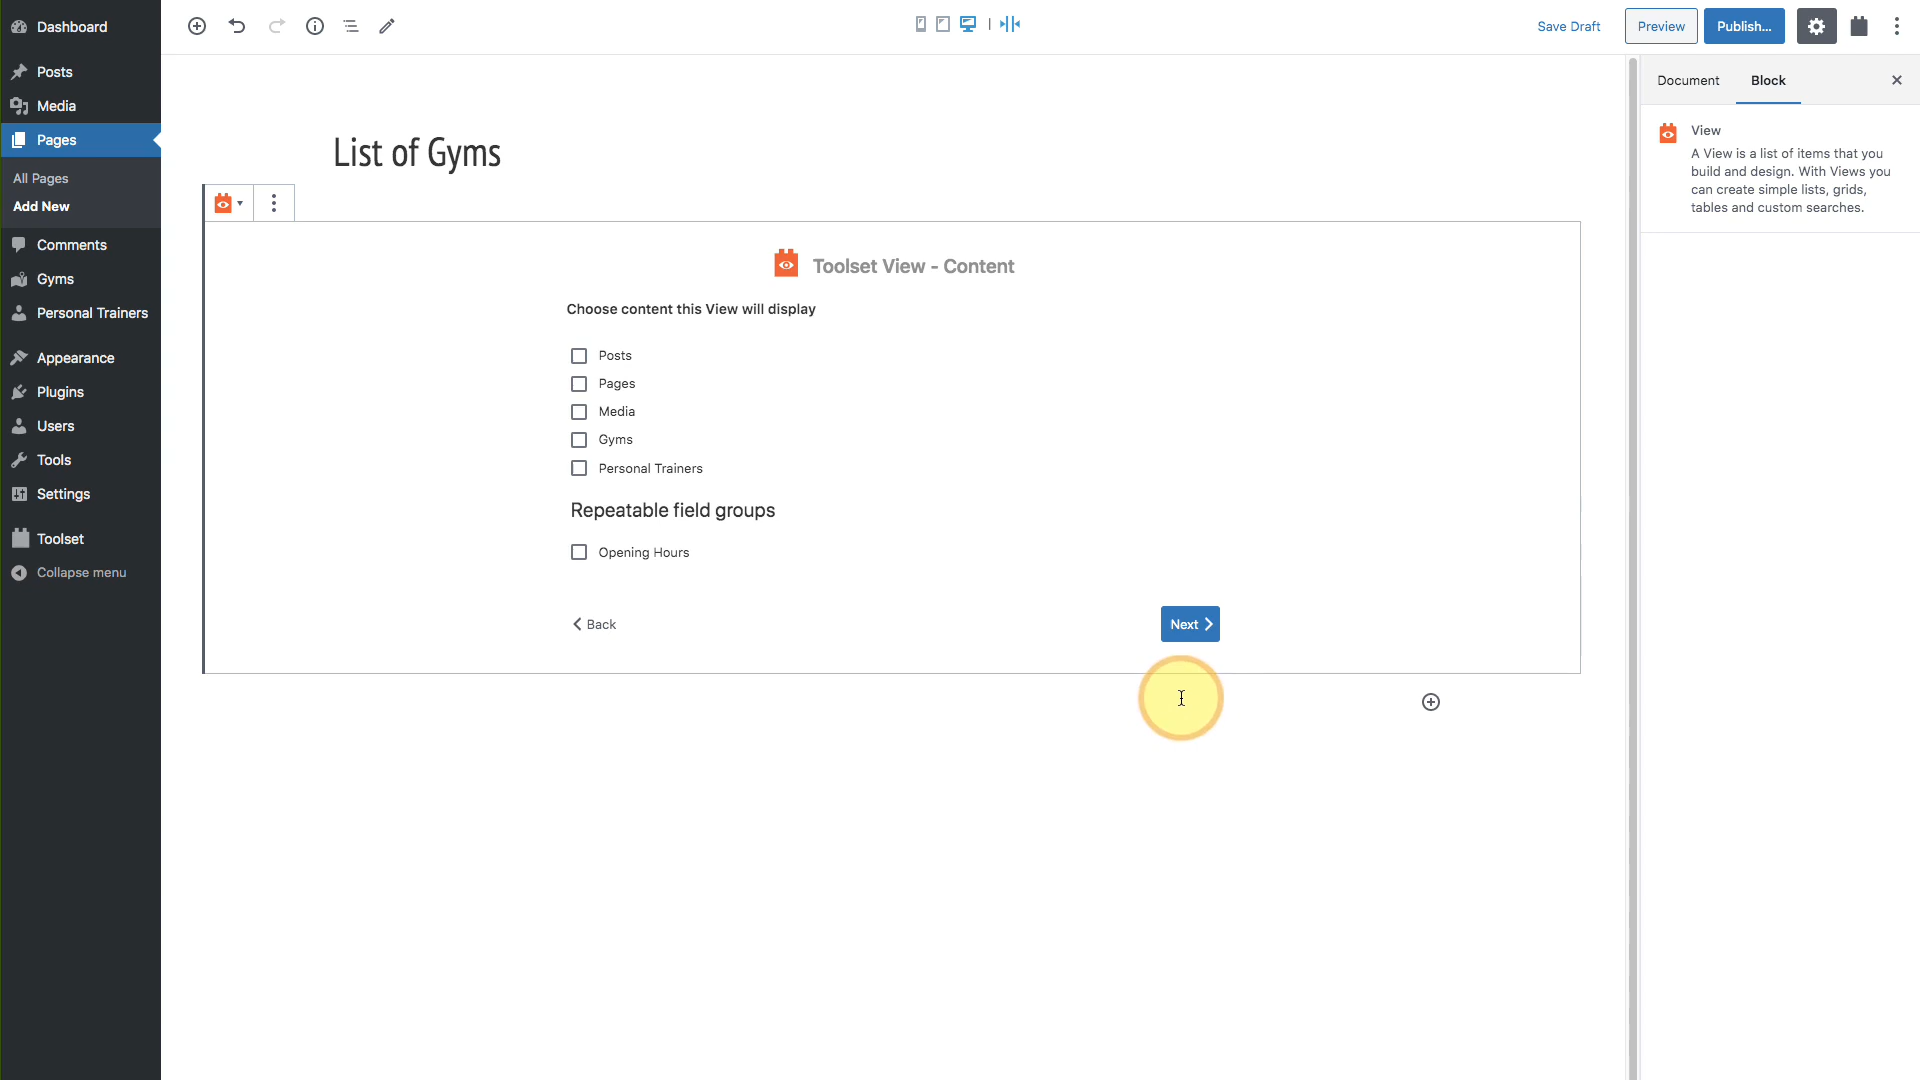 Dashboard
Posts
Media
Pages
All Pages
Add New
Comments
Gyms
Personal Trainers
Appearance
Plugins
Users
Tools
Settings
Toolset
Collapse menu
Save Draft
Preview
Publish...
List of Gyms
Toolset View - Content
Choose content this View will display
Posts
Pages
Media
Gyms
Personal Trainers
Repeatable field groups
Opening Hours
Back
Next
Document
Block
View
A View is a list of items that you
build and design. With Views you
can create simple lists, grids,
tables and custom searches.